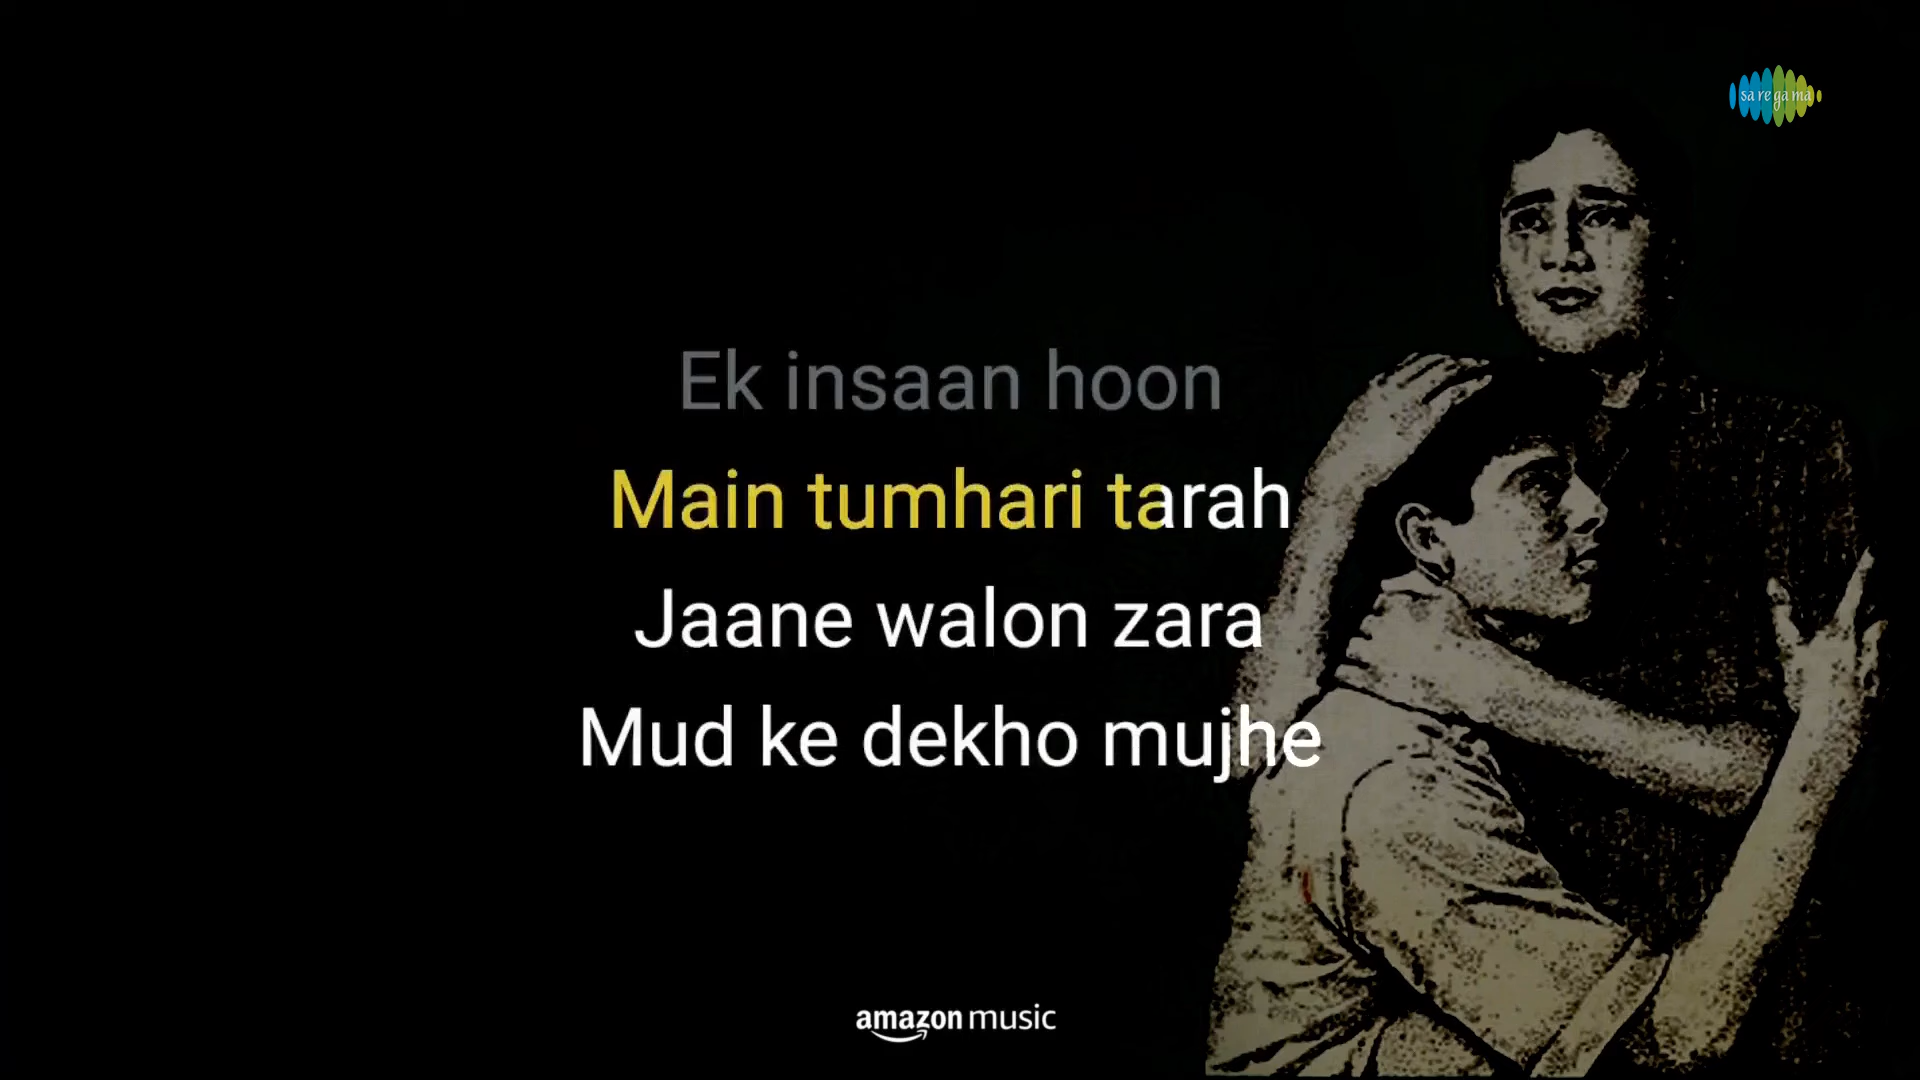 sa re ga ma
Ek insaan hoon
Main tumhari tarah
Jaane walon zara
Mud ke dekho mujhe
amazon music